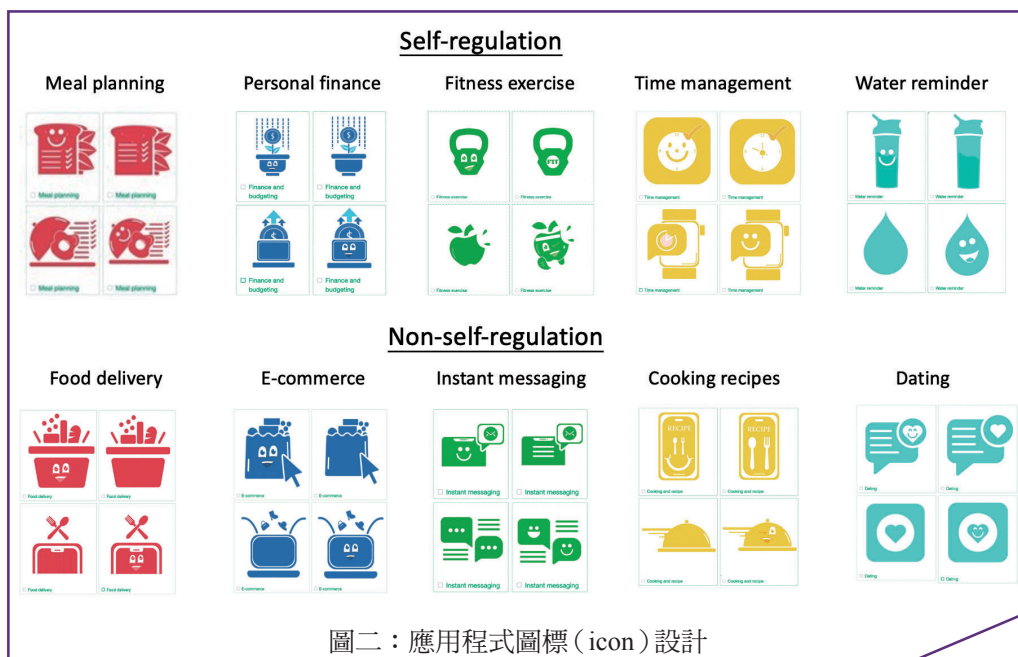 Self-regulation
Meal planning Personal finance Fitness exercise Time management Water reminder
FIT
Meal planning Meal planning Finance and budgeting Finance and budgeting Fitness exercise Fitness exercise Time management Time management Water reminder Water reminder
Meal planning Meal planning Finance and budgeting Finance and budgeting Fitness exercise Fitness exercise Time management Time management Water reminder Water reminder
Non-self-regulation
Food delivery E-commerce Instant messaging Cooking recipes Dating
RECIPE RECIPE
Food delivery Food delivery E-commerce E-commerce Instant messaging Instant messaging Cooking and recipe Cooking and recipe Dating Dating
Food delivery Food delivery E-commerce E-commerce Instant messaging Instant messaging Cooking and recipe Cooking and recipe Dating Dating
圖二：應用程式圖標（icon）設計